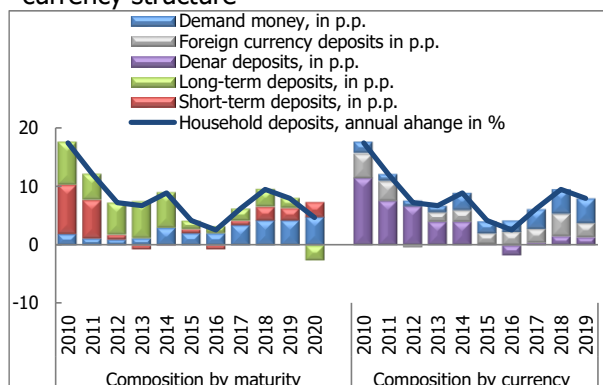 currency structure
Demand money, in p.p.
Foreign currency deposits in p.p.
Denar deposits, in p.p.
Long-term deposits, in p.p.
Short-term deposits, in p.p.
Household deposits, annual ahange in %
20
10
0
-10
2010 2011 2012 2013 2014 2015 2016 2017 2018 2019 2020 2010 2011 2012 2013 2014 2015 2016 2017 2018 2019
Composition by maturity Composition by currency